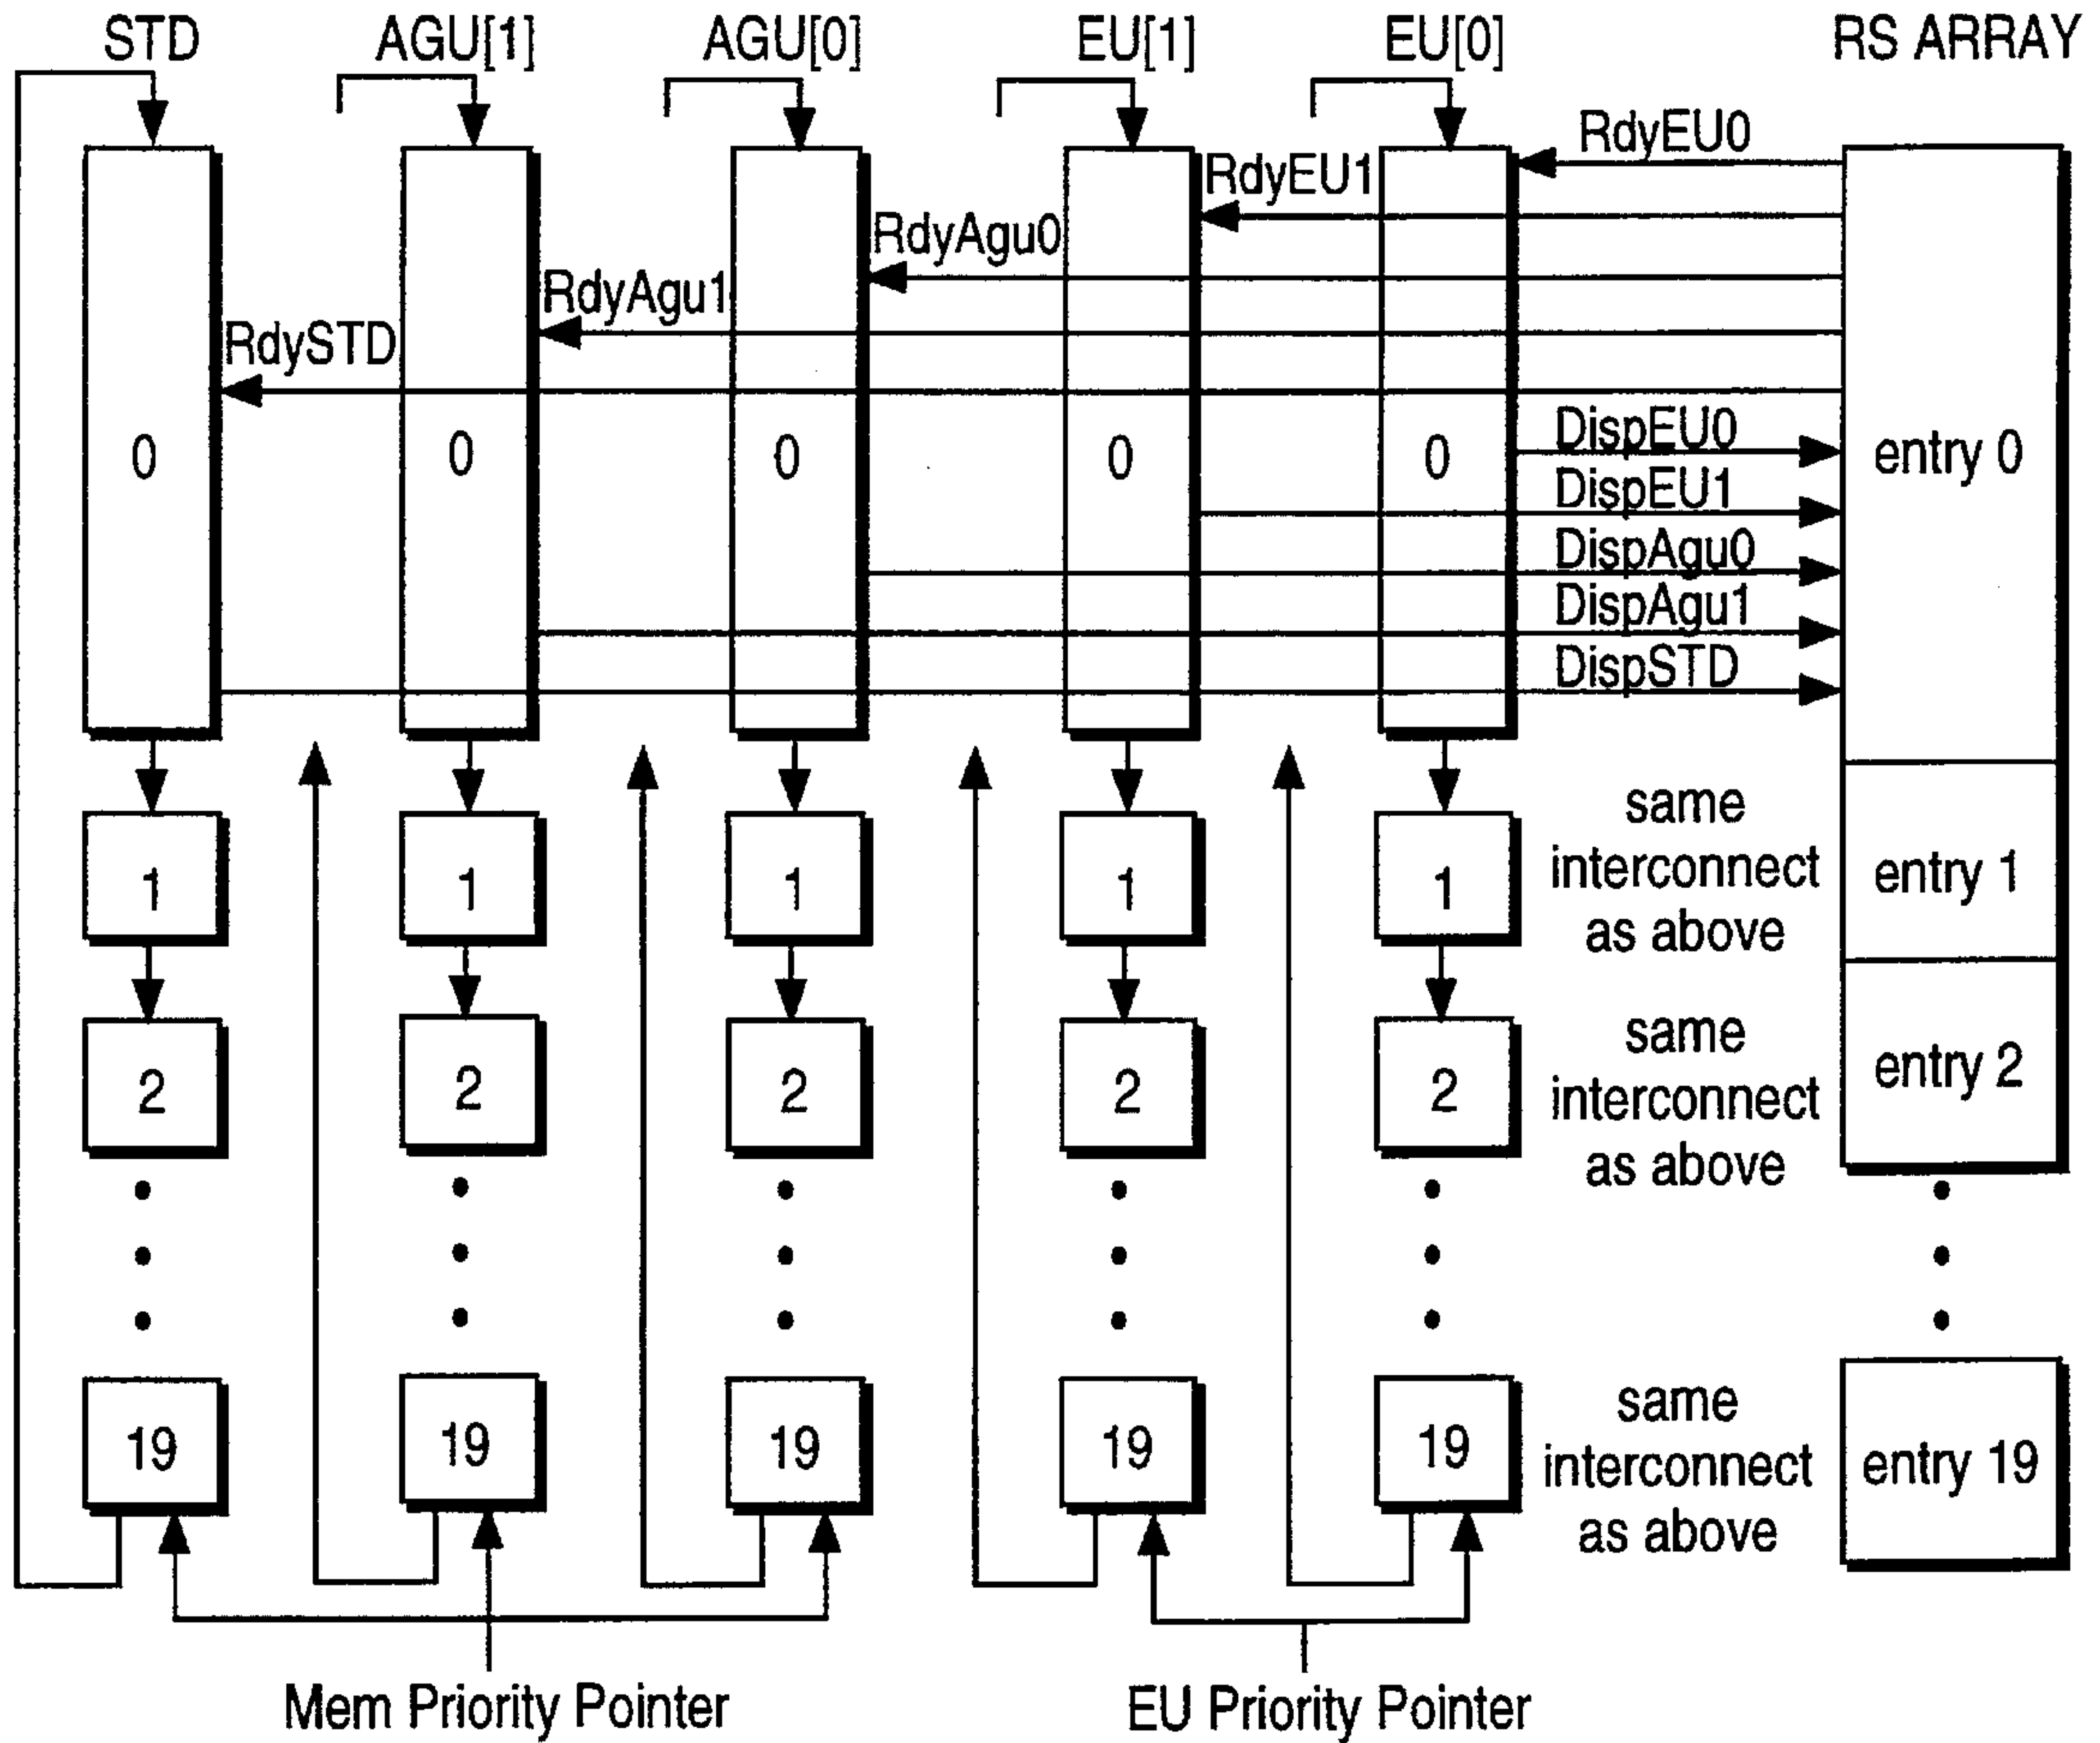 STD AGU[1] AGU[0] EU[1] EU[0] RS ARRAY
RdyEU0
RdyEU1
RdyAgu0
RdyAgu1
RdySTD
0 0 0 0 0 DispEU0 entry 0
DispEU1
DispAgu0
DispAgu1
DispSTD
same
interconnect
as above
1 1 1 1 1 entry 1
same
interconnect
as above
2 2 2 2 2 entry 2
same
interconnect
as above
19 19 19 19 19 entry 19
Mem Priority Pointer EU Priority Pointer